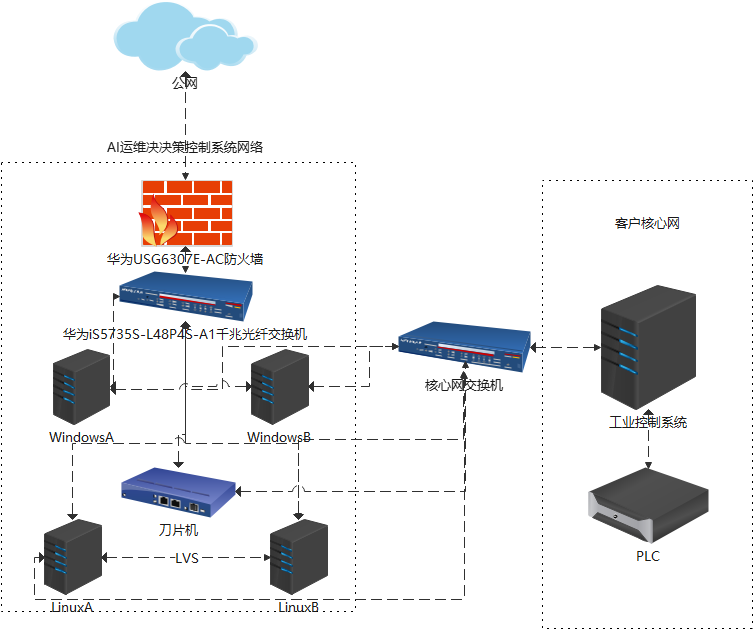 公网
AI运维决决策控制系统网络
客户核心网
华为USG6307E-AC防火墙
华为iS5735S-L48P4S-A1千兆光纤交换机
核心网交换机
工业控制系统
WindowsA
WindowsB
刀片机
PLC
LVS
LinuxA
LinuxB